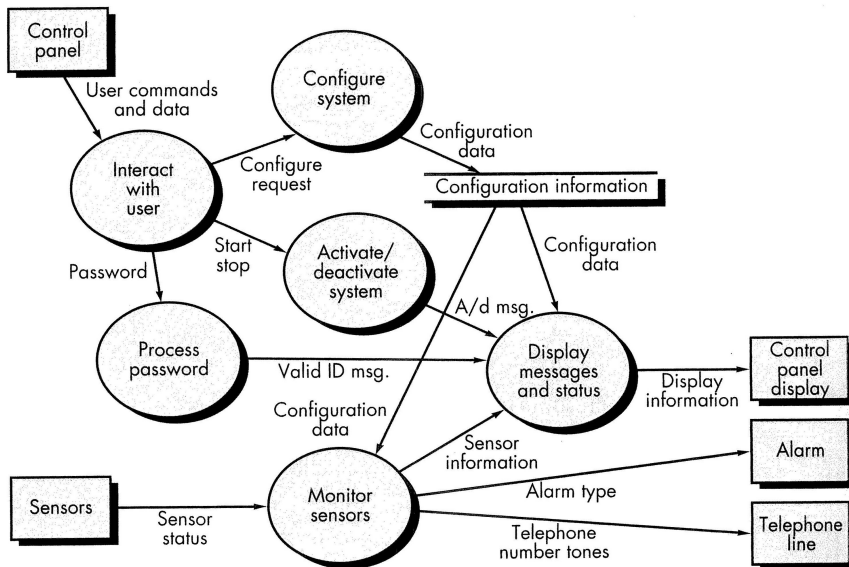 Control
panel
User commands
and data
Interact
with
user
Configure
system
Configure
request
Configuration
data
Configuration information
Start
stop
Activate/
deactivate
system
Configuration
data
Password
A/d msg.
Process
password
Valid ID msg.
Display
messages
and status
Display
information
Control
panel
display
Configuration
data
Sensor
information
Sensors
Sensor
status
Monitor
sensors
Alarm type
Alarm
Telephone
number tones
Telephone
line